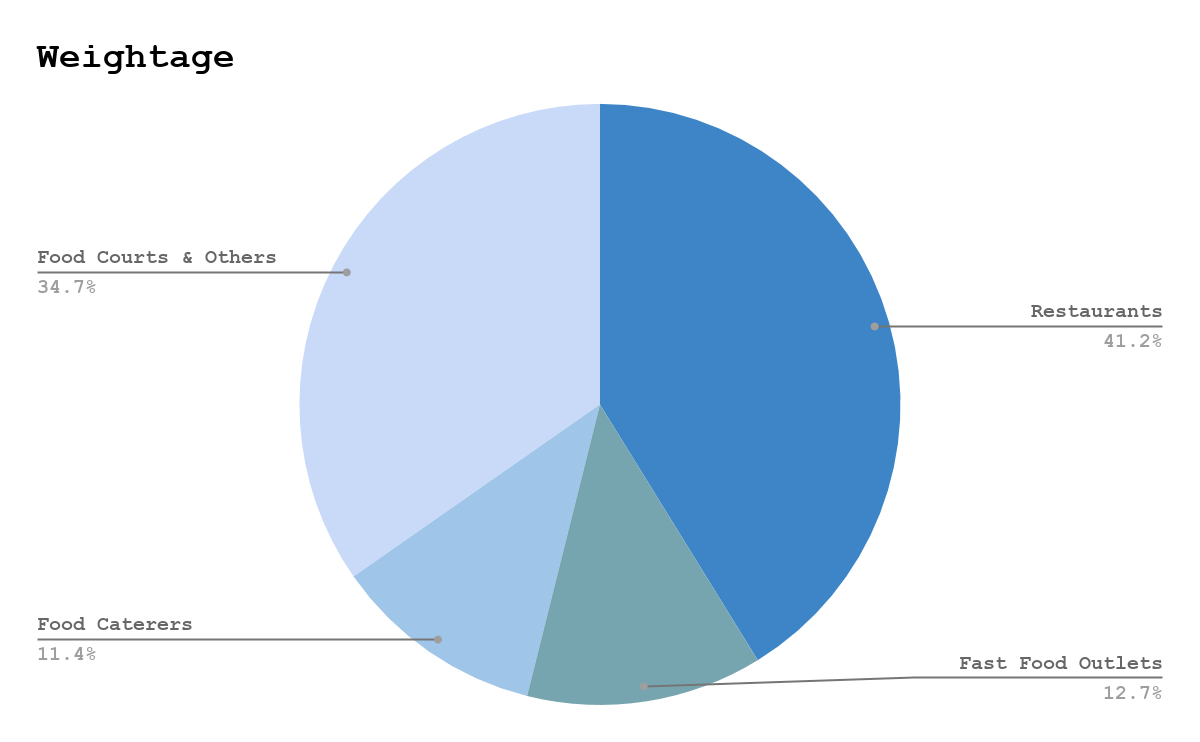 Weightage
Food Courts & Others
34.7%
Restaurants
41.2%
Food Caterers
11.4%
Fast Food Outlets
12.7%